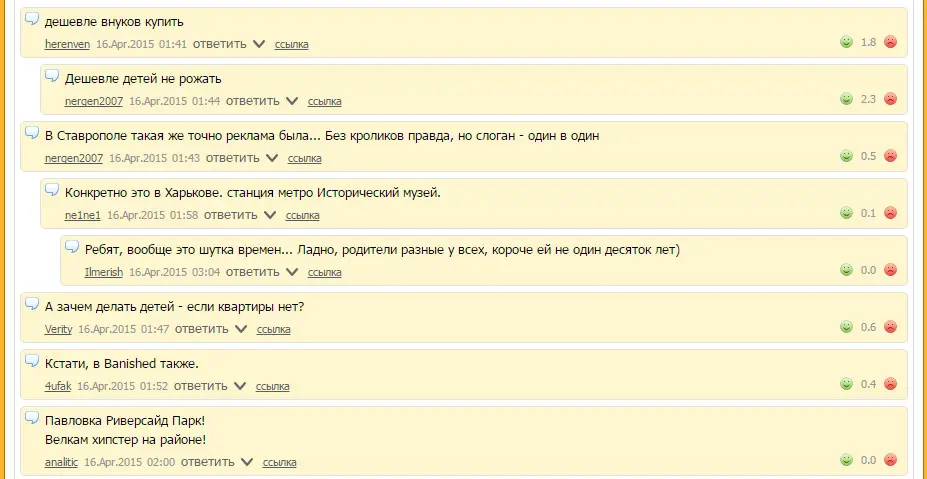 дешевле внуков купить
herenven 16.Apr.2015 01:41 ответить ссылка 1.8
Дешевле детей не рожать
nergen2007 16.Apr.2015 01:44 ответить ссылка 2.3
В Ставрополе такая же точно реклама была... Без кроликов правда, но слоган - один в один
nergen2007 16.Apr.2015 01:43 ответить ссылка 0.5
Конкретно это в Харькове. станция метро Исторический музей.
ne1ne1 16.Apr.2015 01:58 ответить ссылка 0.1
Ребят, вообще это шутка времен... Ладно, родители разные у всех, короче ей не один десяток лет)
Ilmerish 16.Apr.2015 03:04 ответить ссылка 0.0
А зачем делать детей - если квартиры нет?
Verity 16.Apr.2015 01:47 ответить ссылка 0.6
Кстати, в Banished также.
4ufak 16.Apr.2015 01:52 ответить ссылка 0.4
Павловка Риверсайд Парк!
Велкам хипстер на районе!
analitic 16.Apr.2015 02:00 ответить ссылка 0.0